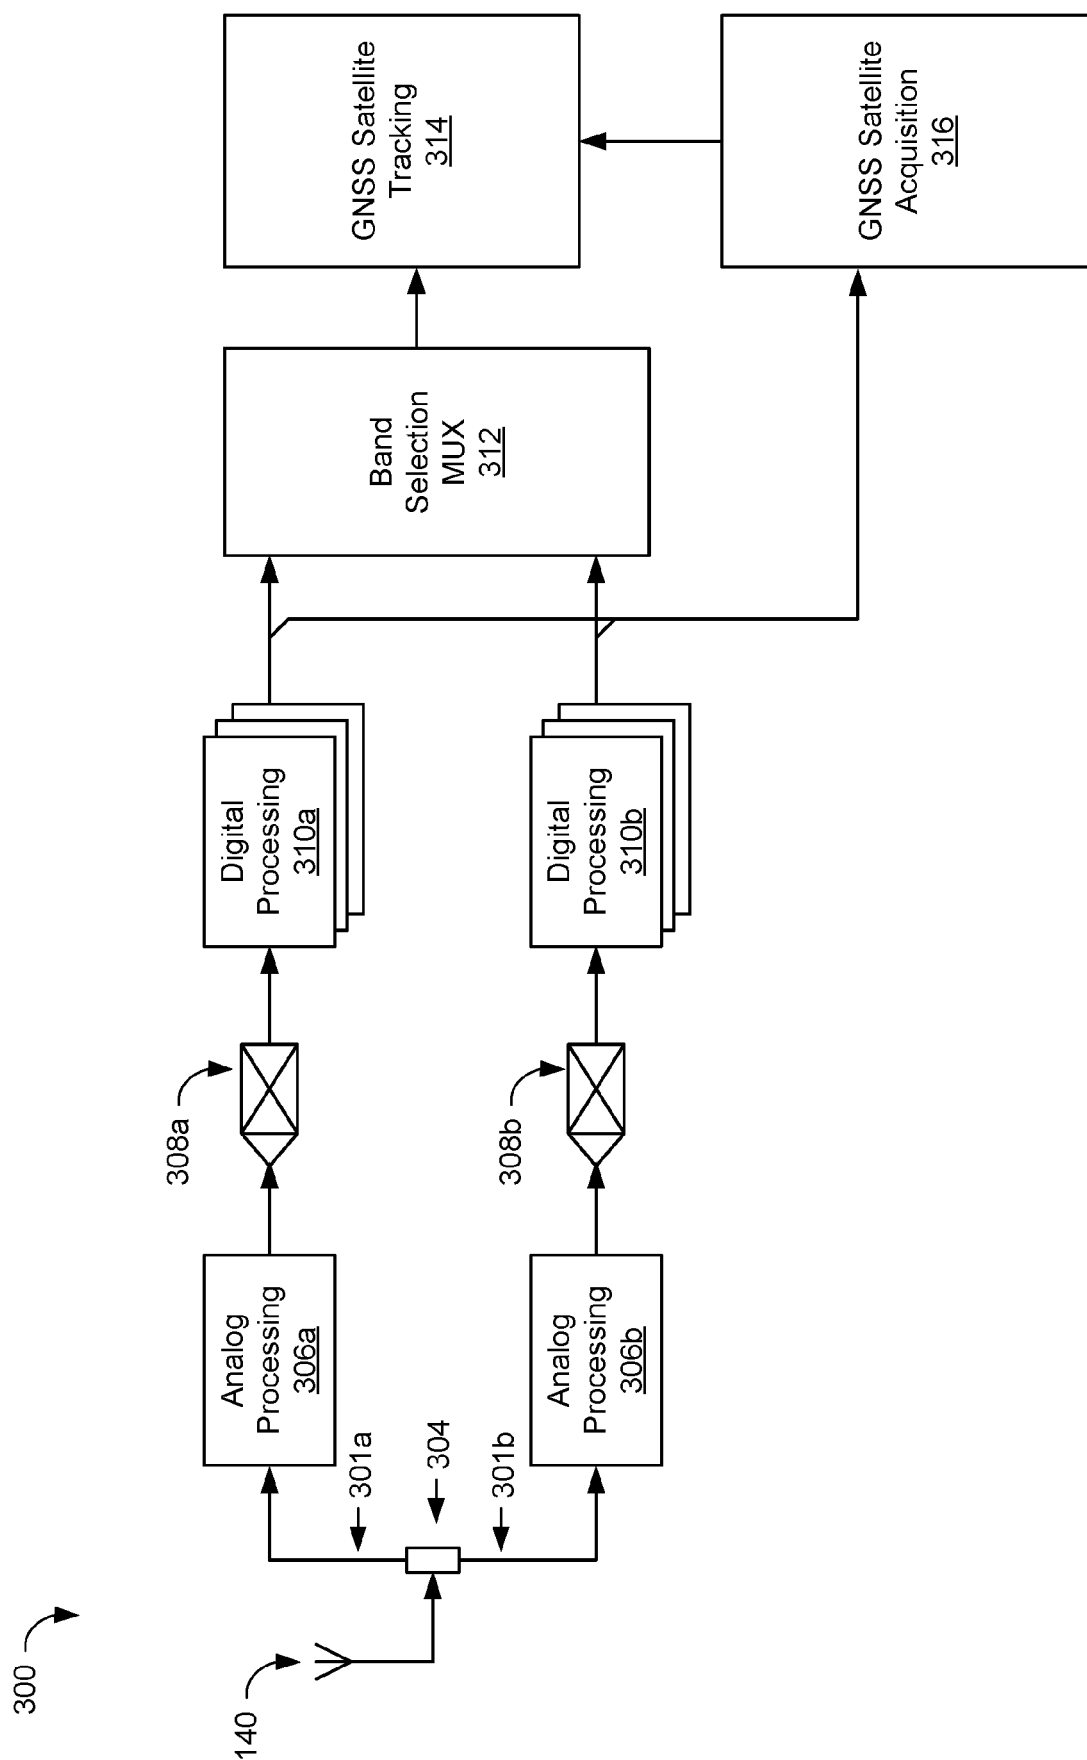 300
140
301a
304
301b
Analog
Processing
306a
Analog
Processing
306b
308a
308b
Digital
Processing
310a
Digital
Processing
310b
Band
Selection
MUX
312
GNSS Satellite
Tracking
314
GNSS Satellite
Acquisition
316